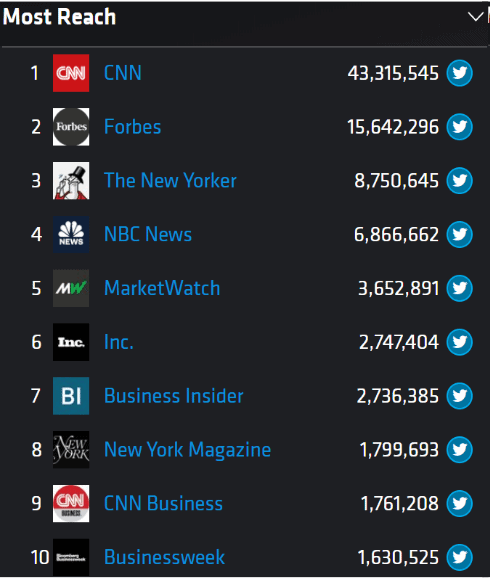 Most Reach
1 CNN CNN 43,315,545
2 Forbes Forbes 15,642,296
3 The New Yorker 8,750,645
4 NEWS NBC News 6,866,662
5 MW MarketWatch 3,652,891
6 Inc. Inc. 2,747,404
7 BI Business Insider 2,736,385
8 NEW YORK New York Magazine 1,799,693
9 CNN BUSINESS CNN Business 1,761,208
10 Bloomberg Businessweek Businessweek 1,630,525